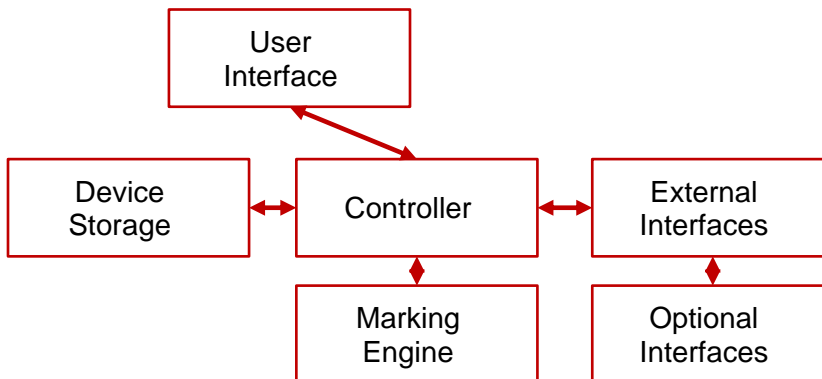 User
Interface
Device
Storage
Controller
External
Interfaces
Marking
Engine
Optional
Interfaces